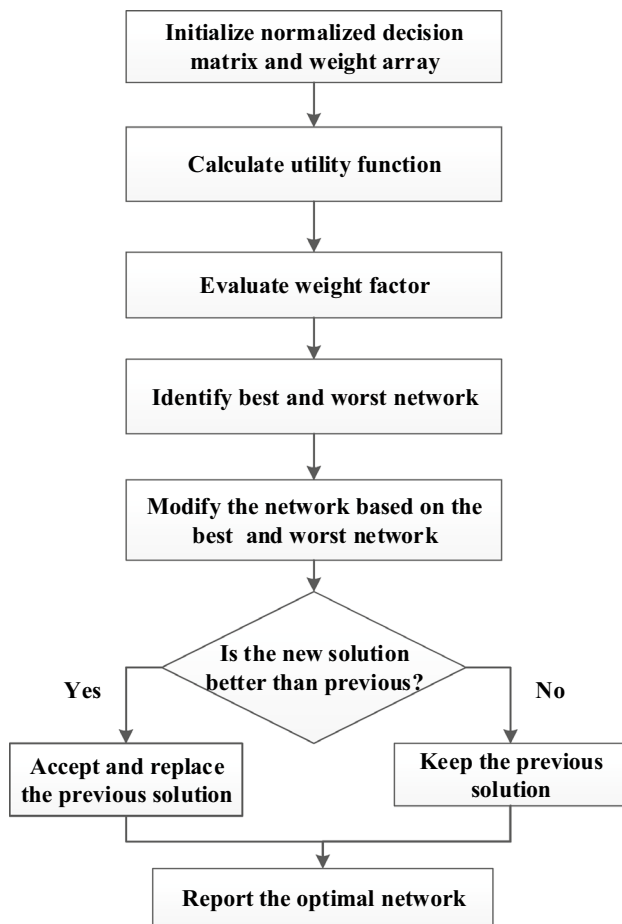 Initialize normalized decision
matrix and weight array
Calculate utility function
Evaluate weight factor
Identify best and worst network
Modify the network based on the
best and worst network
Is the new solution
better than previous?
Yes
No
Accept and replace
the previous solution
Keep the previous
solution
Report the optimal network